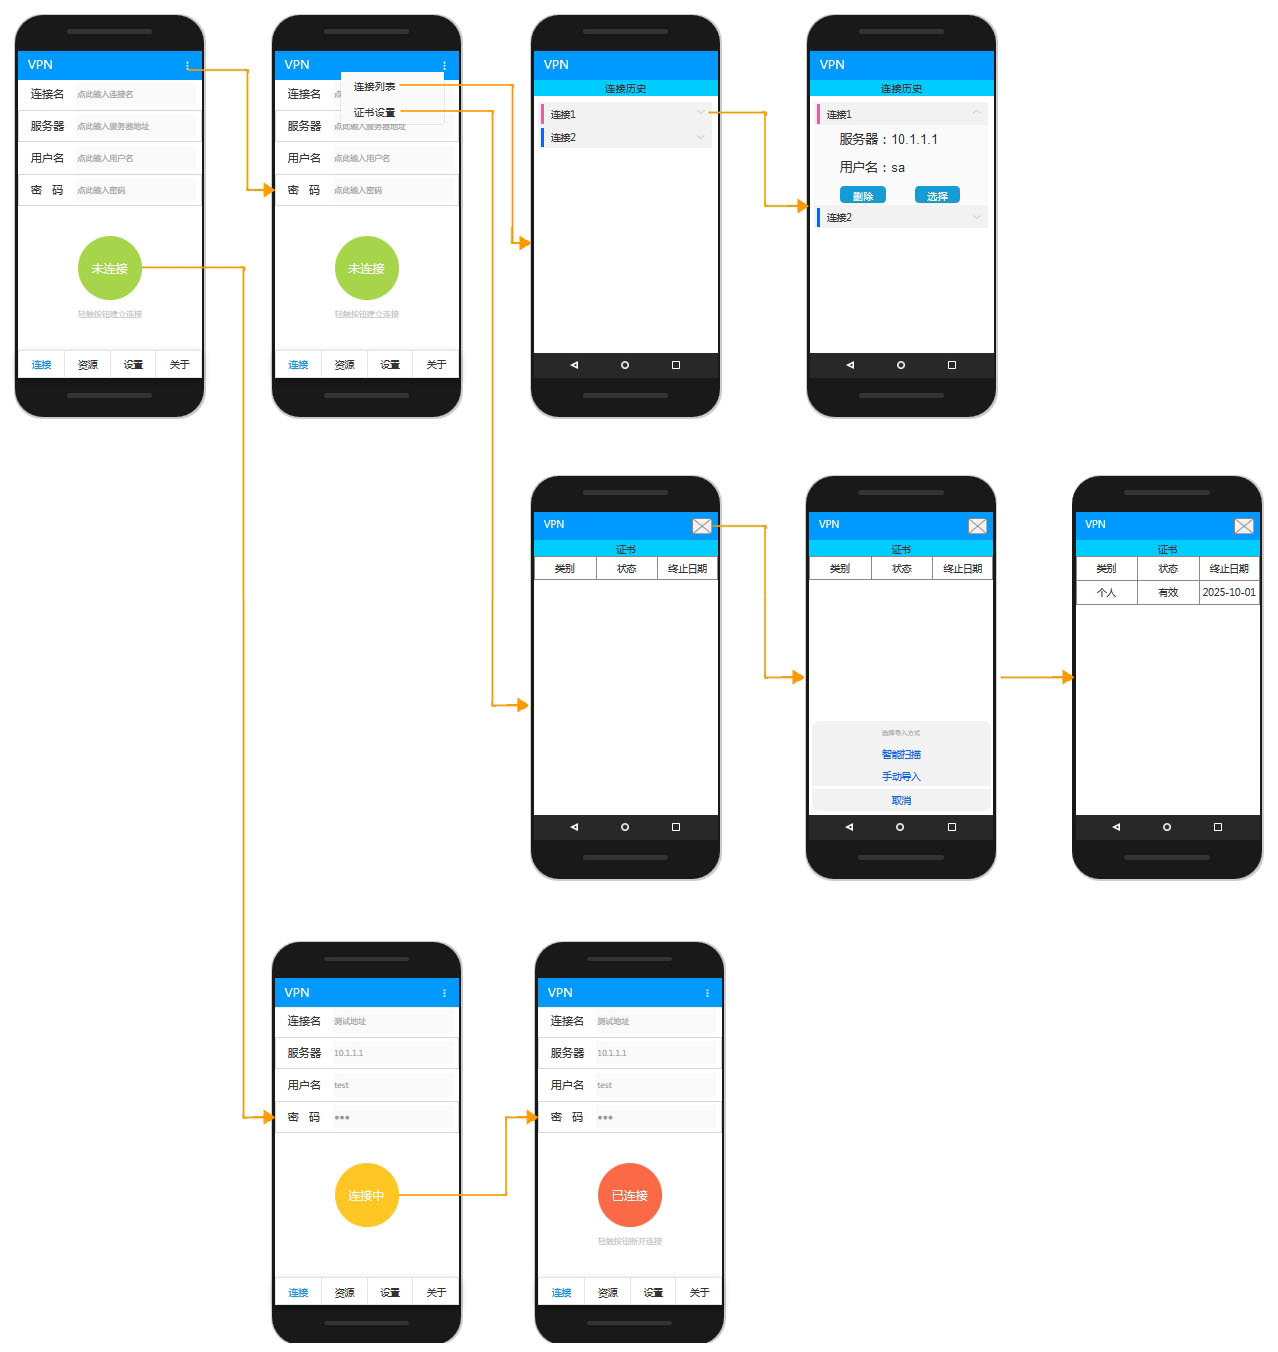 VPN
连接名 点此输入连接名
服务器 点此输入服务器地址
用户名 点此输入用户名
密 码 点此输入密码
未连接
轻触按钮建立连接
连接 资源 设置 关于
VPN
连接列表
证书设置
连接名 点
服务器 点此输入服务器地址
用户名 点此输入用户名
密 码 点此输入密码
未连接
轻触按钮建立连接
连接 资源 设置 关于
VPN
连接历史
连接1
连接2
VPN
连接历史
连接1
服务器：10.1.1.1
用户名：sa
删除 选择
连接2
VPN
证书
类别 状态 终止日期
VPN
证书
类别 状态 终止日期
选择导入方式
智能扫描
手动导入
取消
VPN
证书
类别 状态 终止日期
个人 有效 2025-10-01
VPN
连接名 测试地址
服务器 10.1.1.1
用户名 test
密 码 ●●●
连接中
连接 资源 设置 关于
VPN
连接名 测试地址
服务器 10.1.1.1
用户名 test
密 码 ●●●
已连接
轻触按钮断开连接
连接 资源 设置 关于